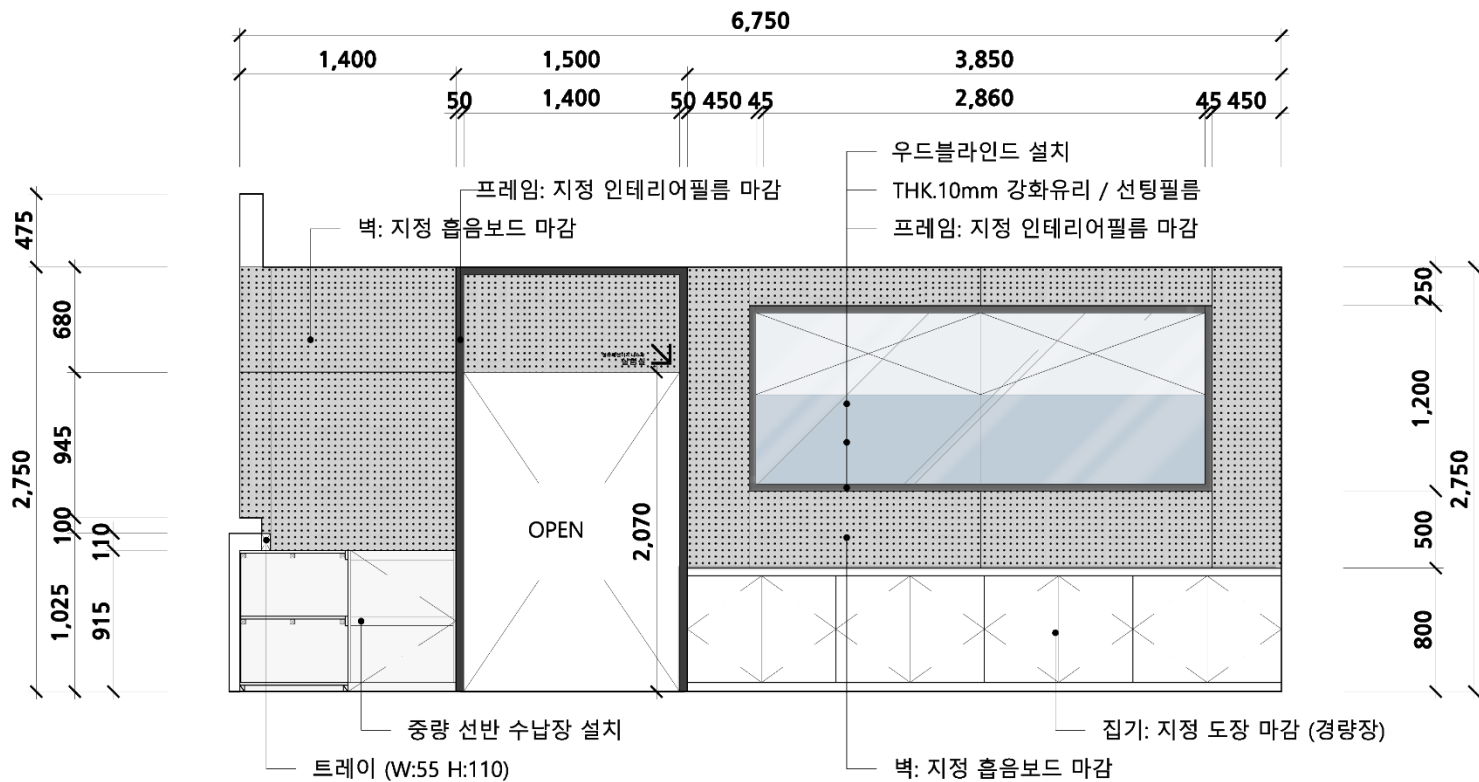 6,750
1,400 1,500 3,850
50 1,400 50 450 45 2,860 45 450
우드블라인드 설치
프레임: 지정 인테리어필름 마감
THK.10mm 강화유리 / 선팅필름
벽: 지정 흡음보드 마감
프레임: 지정 인테리어필름 마감
475
680
945
100
110
2,750
1,025
915
OPEN
2,070
250
1,200
500
800
2,750
중량 선반 수납장 설치
집기: 지정 도장 마감 (경량장)
트레이 (W:55 H:110)
벽: 지정 흡음보드 마감